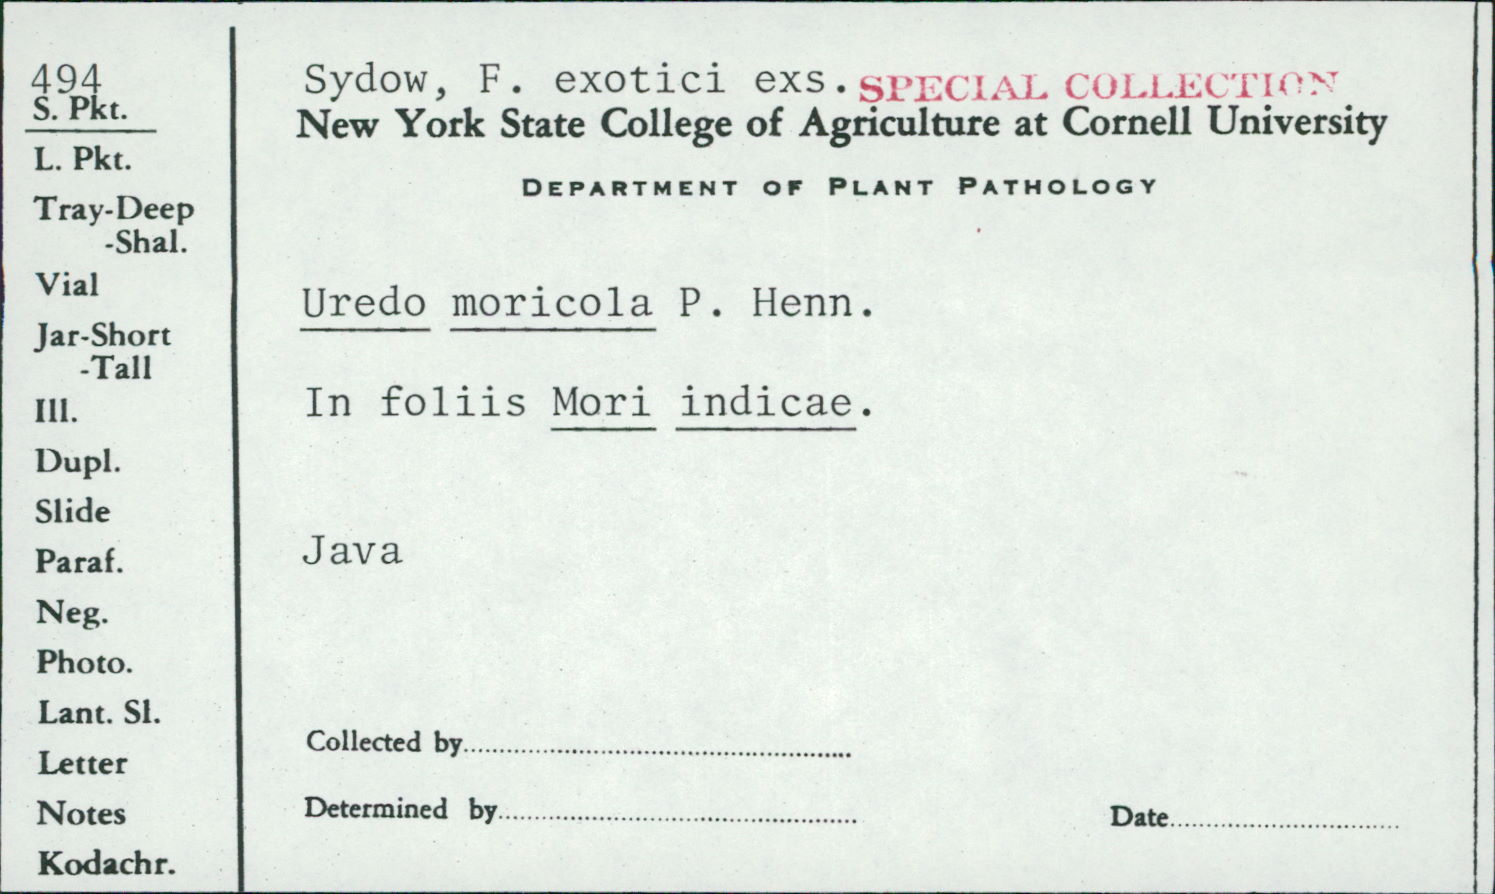 494
S. Pkt.
L. Pkt.
Tray-Deep
-Shal.
Vial
Jar-Short
-Tall
Ill.
Dupl.
Slide
Paraf.
Neg.
Photo.
Lant. Sl.
Letter
Notes
Kodachr.
Sydow, F. exotici exs. SPECIAL COLLECTION
New York State College of Agriculture at Cornell University
DEPARTMENT OF PLANT PATHOLOGY
Uredo moricola P. Henn.
In foliis Mori indicae.
Java
Collected by
Determined by
Date